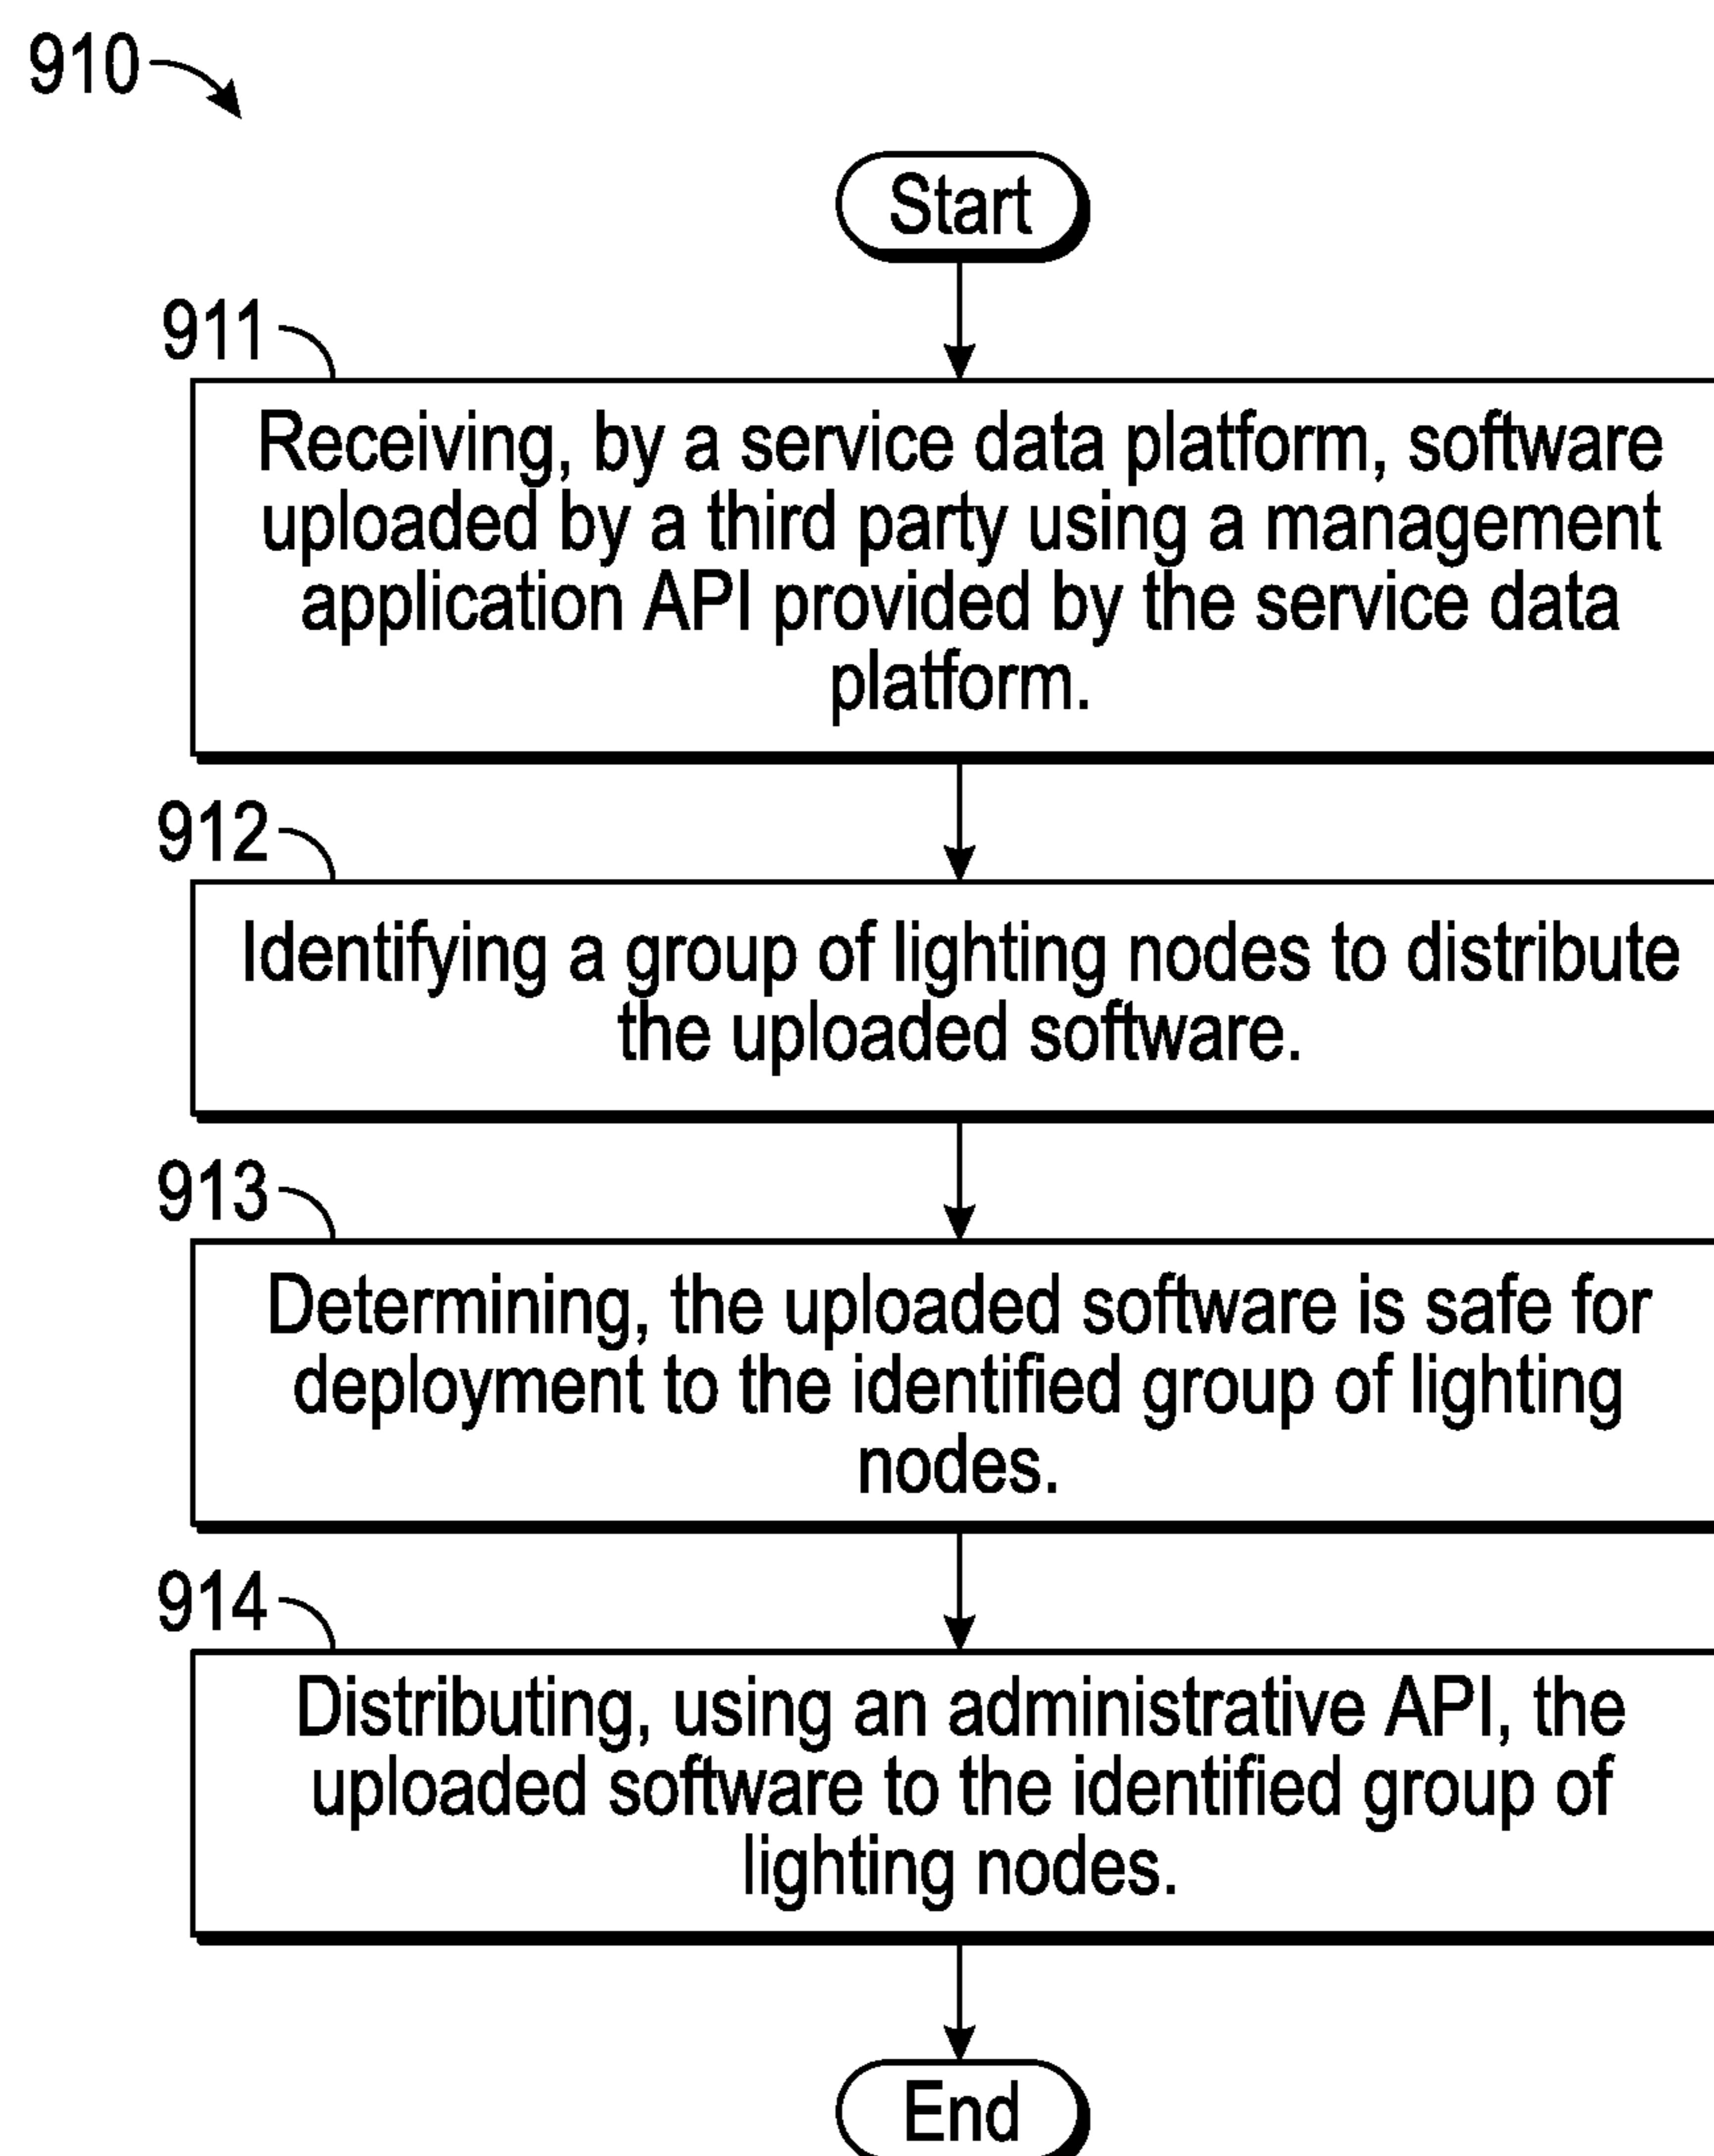 910
Start
911
Receiving, by a service data platform, software
uploaded by a third party using a management
application API provided by the service data
platform.
912
Identifying a group of lighting nodes to distribute
the uploaded software.
913
Determining, the uploaded software is safe for
deployment to the identified group of lighting
nodes.
914
Distributing, using an administrative API, the
uploaded software to the identified group of
lighting nodes.
End